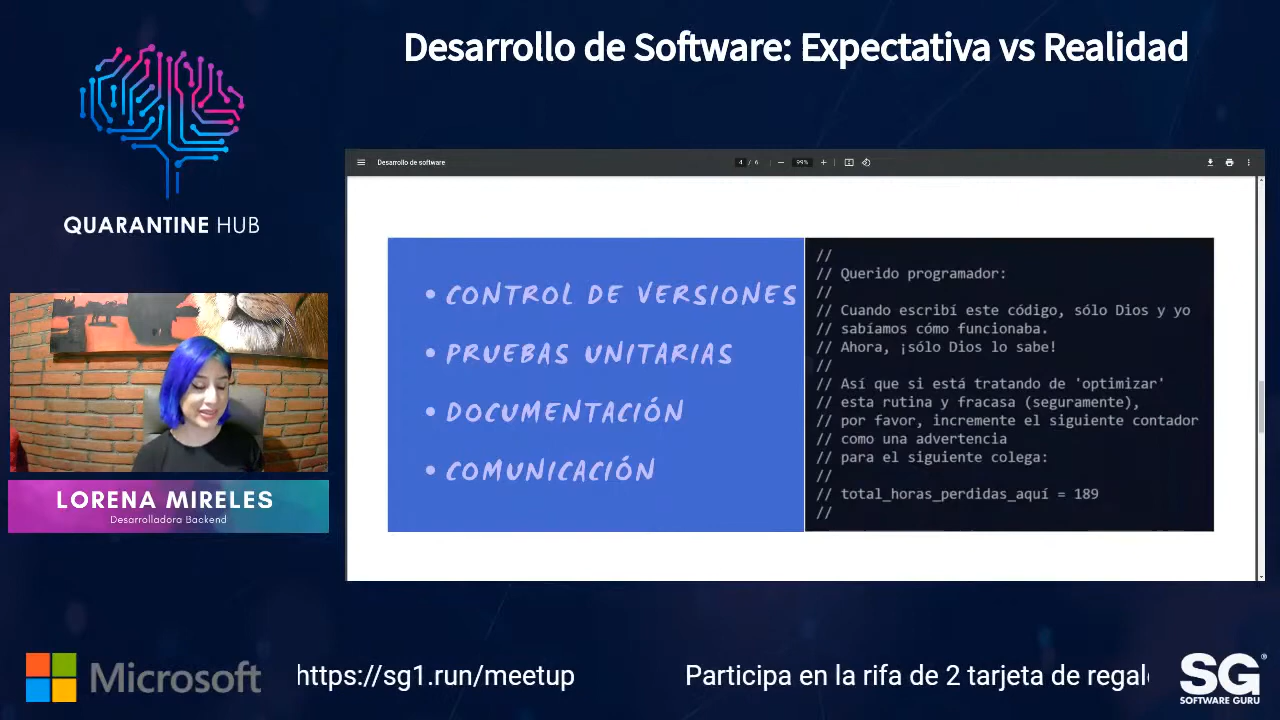 Desarrollo de Software: Expectativa vs Realidad
QUARANTINE HUB
Desarrollo de software
4 / 6
99%
• CONTROL DE VERSIONES
• PRUEBAS UNITARIAS
• DOCUMENTACIÓN
• COMUNICACIÓN
//
// Querido programador:
//
// Cuando escribí este código, sólo Dios y yo
// sabíamos cómo funcionaba.
// Ahora, ¡sólo Dios lo sabe!
//
// Así que si está tratando de 'optimizar'
// esta rutina y fracasa (seguramente),
// por favor, incremente el siguiente contador
// como una advertencia
// para el siguiente colega:
//
// total_horas_perdidas_aquí = 189
//
LORENA MIRELES
Desarrolladora Backend
Microsoft
https://sg1.run/meetup
Participa en la rifa de 2 tarjeta de regal
SG®
SOFTWARE GURU